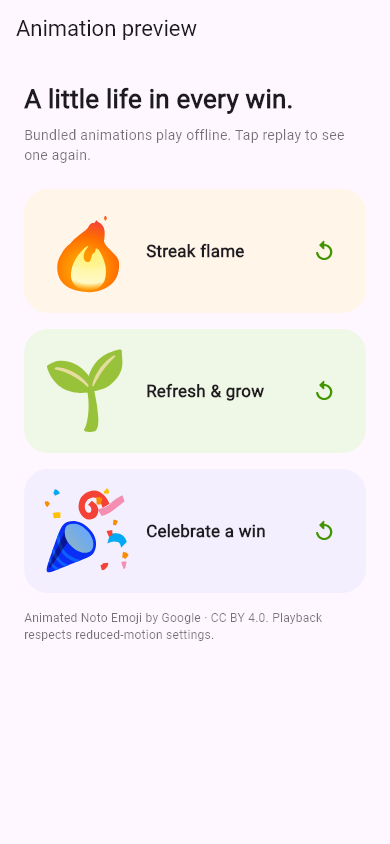 Animation preview
A little life in every win.
Bundled animations play offline. Tap replay to see
one again.
Streak flame
Refresh & grow
Celebrate a win
Animated Noto Emoji by Google · CC BY 4.0. Playback
respects reduced-motion settings.